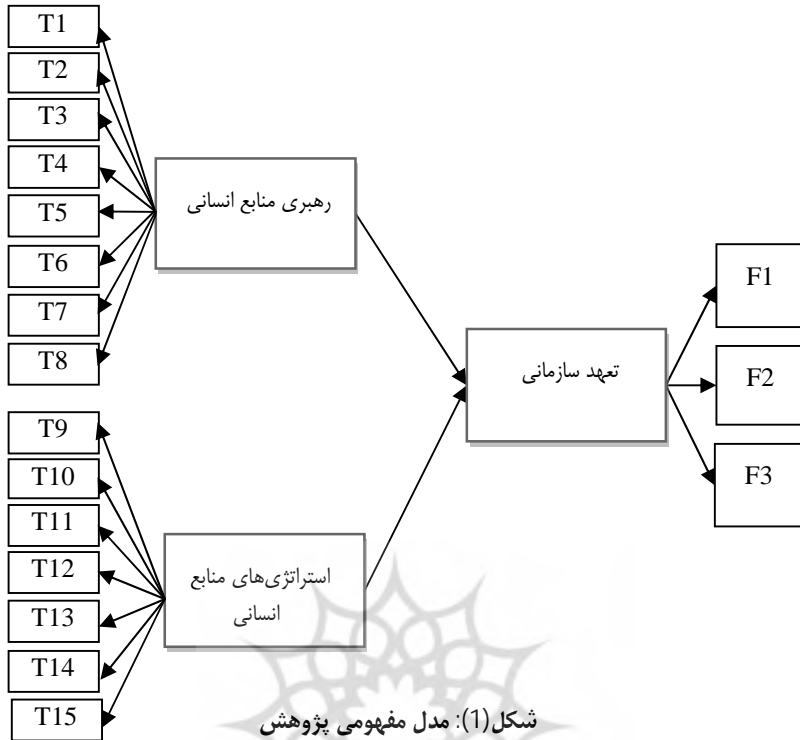 T1
T2
T3
T4
T5
T6
T7
T8
رهبری منابع انسانی
T9
T10
T11
T12
T13
T14
T15
استراتژی‌های منابع
انسانی
تعهد سازمانی
F1
F2
F3
شکل(1): مدل مفهومی پژوهش